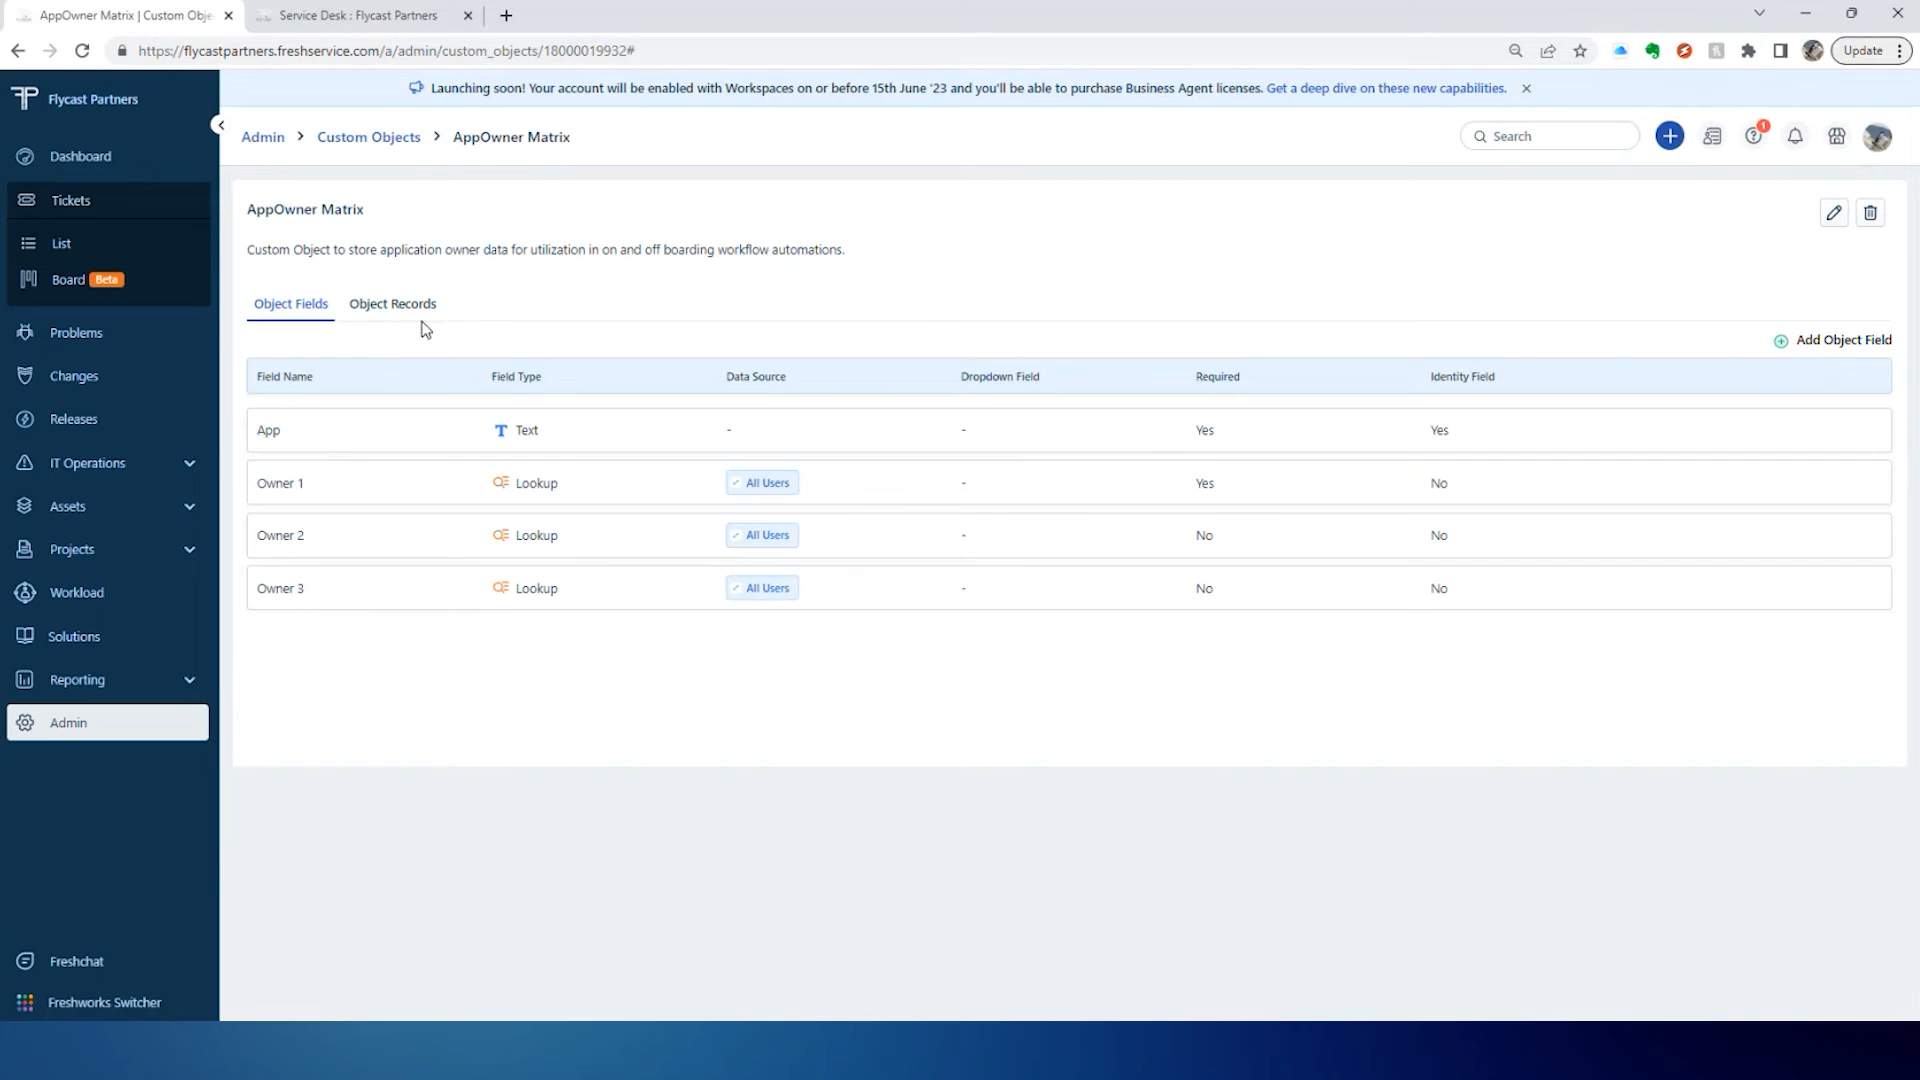 AppOwner Matrix | Custom Obje
Service Desk : Flycast Partners
https://flycastpartners.freshservice.com/a/admin/custom_objects/18000019932#
Update
Flycast Partners
Launching soon! Your account will be enabled with Workspaces on or before 15th June '23 and you'll be able to purchase Business Agent licenses. Get a deep dive on these new capabilities.
Admin > Custom Objects > AppOwner Matrix
Search
1
Dashboard
Tickets
List
Board Beta
Problems
Changes
Releases
IT Operations
Assets
Projects
Workload
Solutions
Reporting
Admin
Freshchat
Freshworks Switcher
AppOwner Matrix
Custom Object to store application owner data for utilization in on and off boarding workflow automations.
Object Fields Object Records
Add Object Field
Field Name Field Type Data Source Dropdown Field Required Identity Field
App T Text - - Yes Yes
Owner 1 Lookup All Users - Yes No
Owner 2 Lookup All Users - No No
Owner 3 Lookup All Users - No No